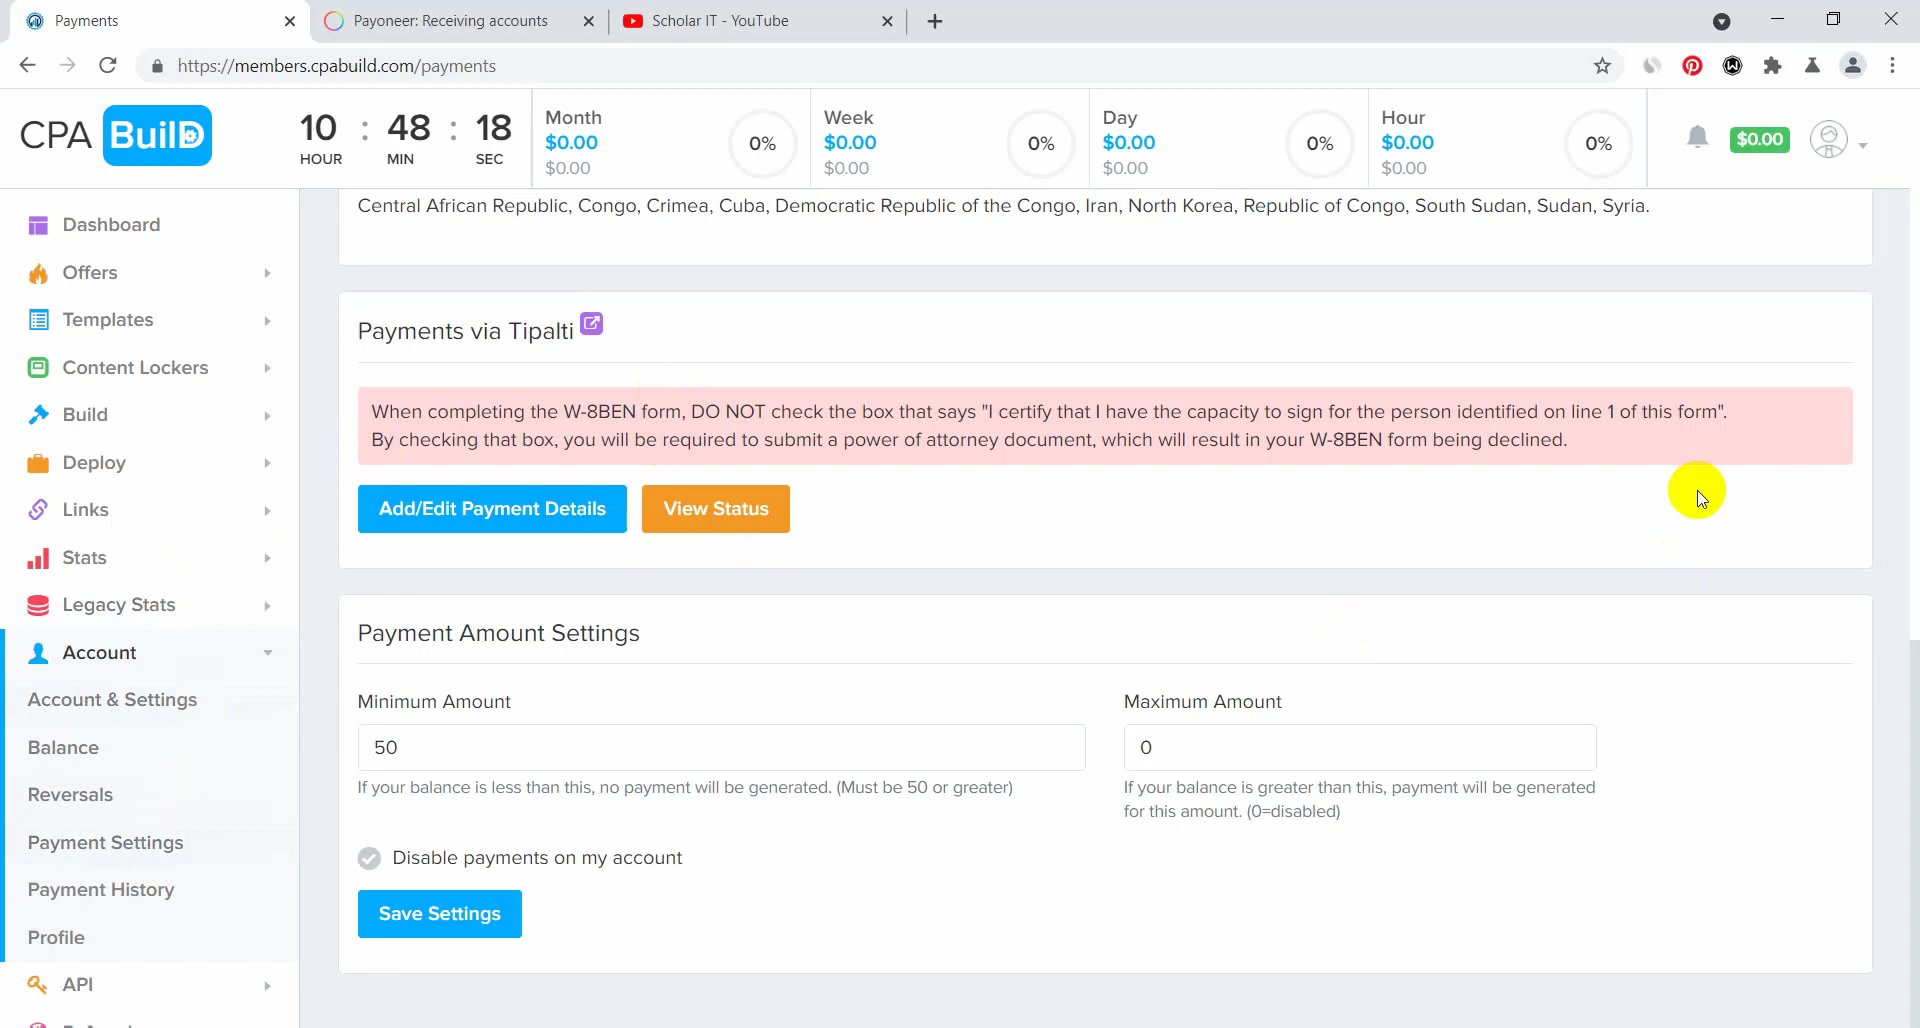 Payments
Payoneer: Receiving accounts
Scholar IT - YouTube
https://members.cpabuild.com/payments
CPA BuilD
10 : 48 : 18
HOUR MIN SEC
Month
$0.00
$0.00
0%
Week
$0.00
$0.00
0%
Day
$0.00
$0.00
0%
Hour
$0.00
$0.00
0%
$0.00
Dashboard
Offers
Templates
Content Lockers
Build
Deploy
Links
Stats
Legacy Stats
Account
Account & Settings
Balance
Reversals
Payment Settings
Payment History
Profile
API
Central African Republic, Congo, Crimea, Cuba, Democratic Republic of the Congo, Iran, North Korea, Republic of Congo, South Sudan, Sudan, Syria.
Payments via Tipalti
When completing the W-8BEN form, DO NOT check the box that says "I certify that I have the capacity to sign for the person identified on line 1 of this form".
By checking that box, you will be required to submit a power of attorney document, which will result in your W-8BEN form being declined.
Add/Edit Payment Details
View Status
Payment Amount Settings
Minimum Amount
50
If your balance is less than this, no payment will be generated. (Must be 50 or greater)
Maximum Amount
0
If your balance is greater than this, payment will be generated
for this amount. (0=disabled)
Disable payments on my account
Save Settings